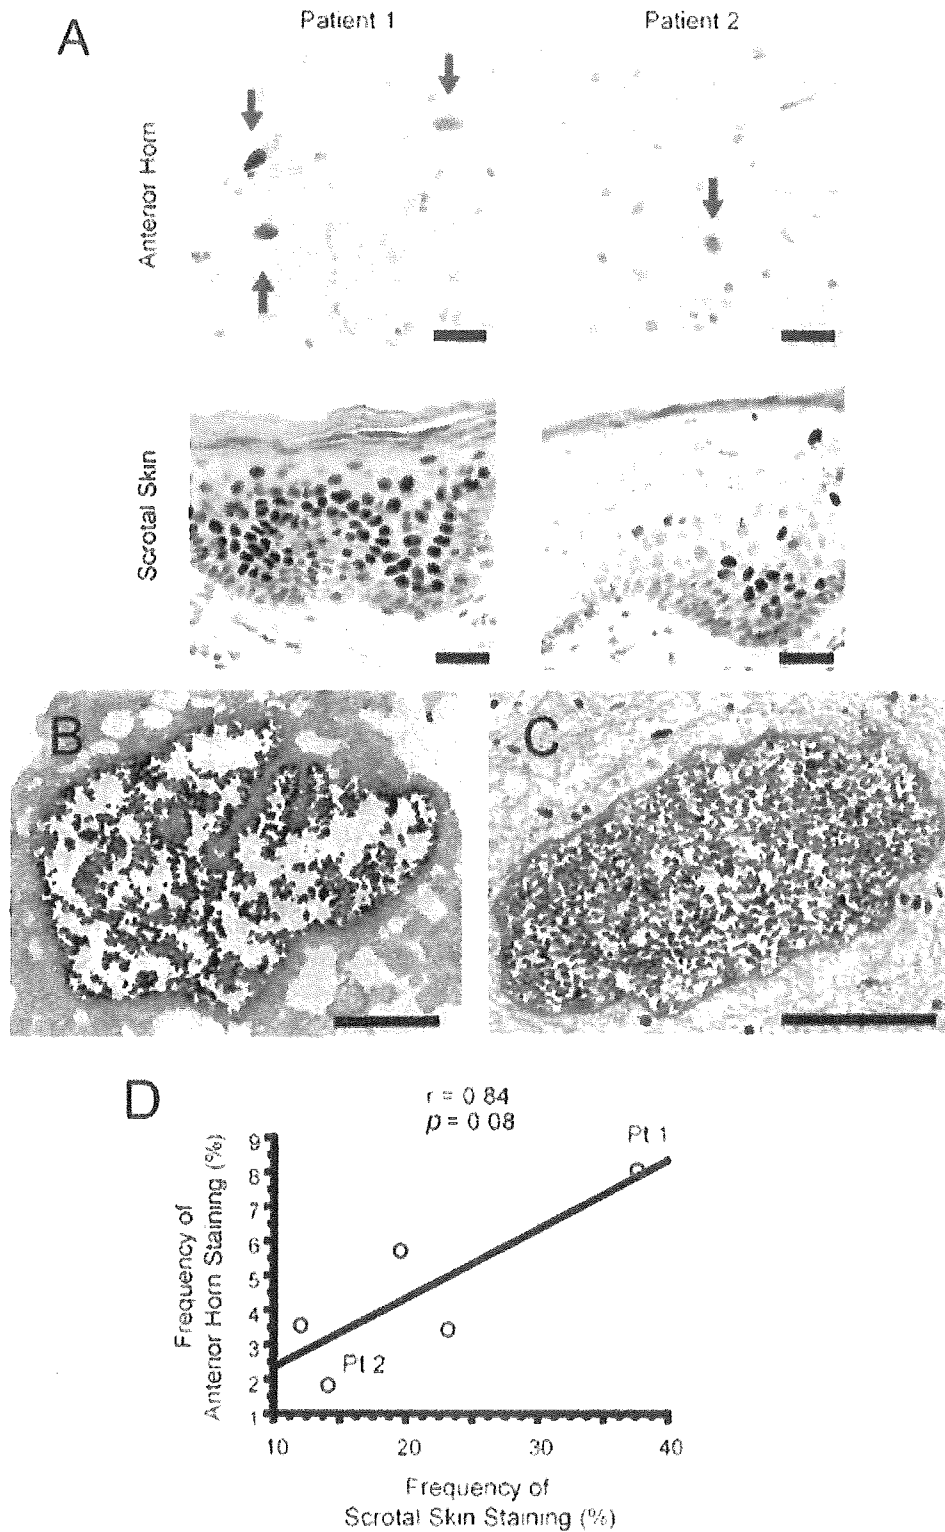 A
Patient 1
Patient 2
Anterior Horn
Scrotal Skin
B
C
D
r = 0 84
p = 0 08
Pt 1
Pt 2
9
8
7
6
5
4
3
2
1
10 20 30 40
Frequency of
Anterior Horn Staining (%)
Frequency of
Scrotal Skin Staining (%)